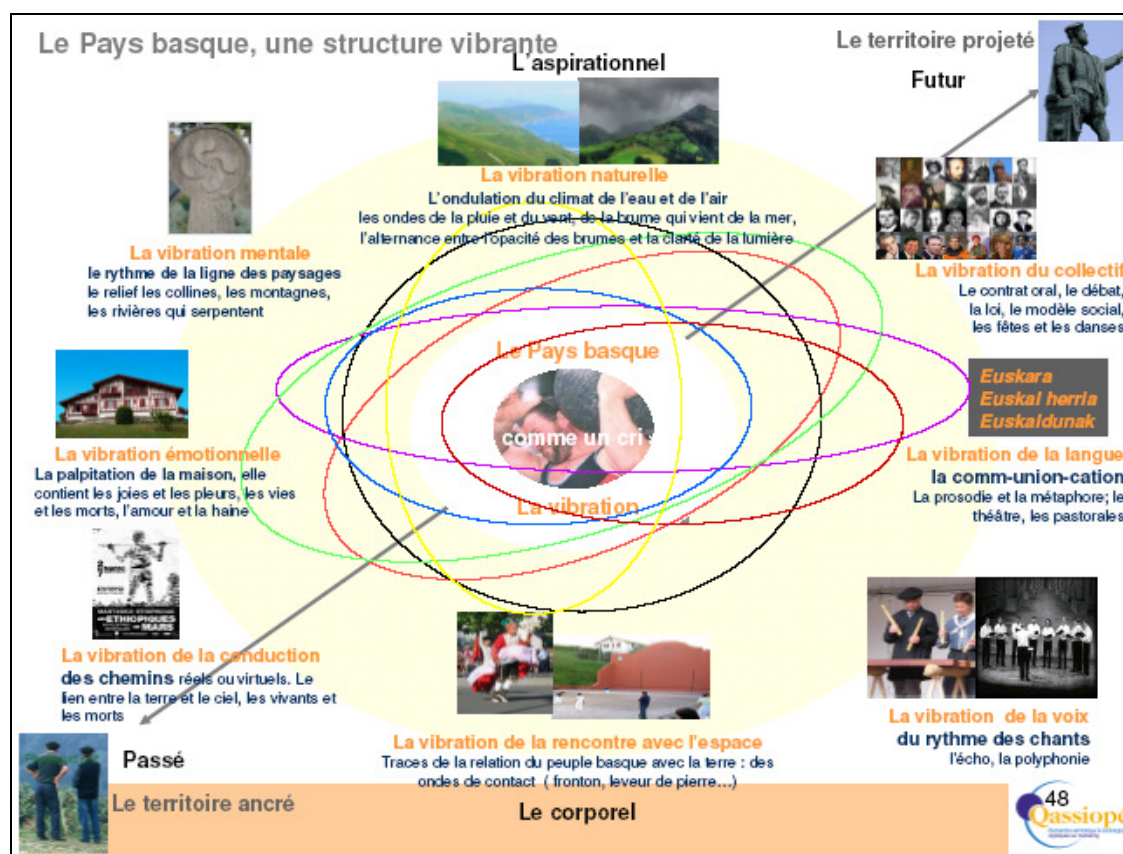 Le Pays basque, une structure vibrante
L'aspirationnel
Le territoire projeté
Futur
La vibration naturelle
L'ondulation du climat de l'eau et de l'air
les ondes de la pluie et du vent, de la brume qui vient de la mer,
l'alternance entre l'opacité des brumes et la clarté de la lumière
La vibration mentale
le rythme de la ligne des paysages
le relief les collines, les montagnes,
les rivières qui serpentent
La vibration du collectif
Le contrat oral, le débat,
la loi, le modèle social,
les fêtes et les danses
Le Pays basque
comme un cri
La vibration
Euskara
Euskal herria
Euskaldunak
La vibration émotionnelle
La palpitation de la maison, elle
contient les joies et les pleurs, les vies
et les morts, l'amour et la haine
La vibration de la langue
la comm-union-cation
La prosodie et la métaphore; le
théâtre, les pastorales
ETHIOPIQUES
MARS
La vibration de la conduction
des chemins réels ou virtuels. Le
lien entre la terre et le ciel, les vivants et
les morts
La vibration de la rencontre avec l'espace
Traces de la relation du peuple basque avec la terre : des
ondes de contact ( fronton, leveur de pierre...)
La vibration de la voix
du rythme des chants
l'écho, la polyphonie
Passé
Le territoire ancré
Le corporel
48
Qassiopé